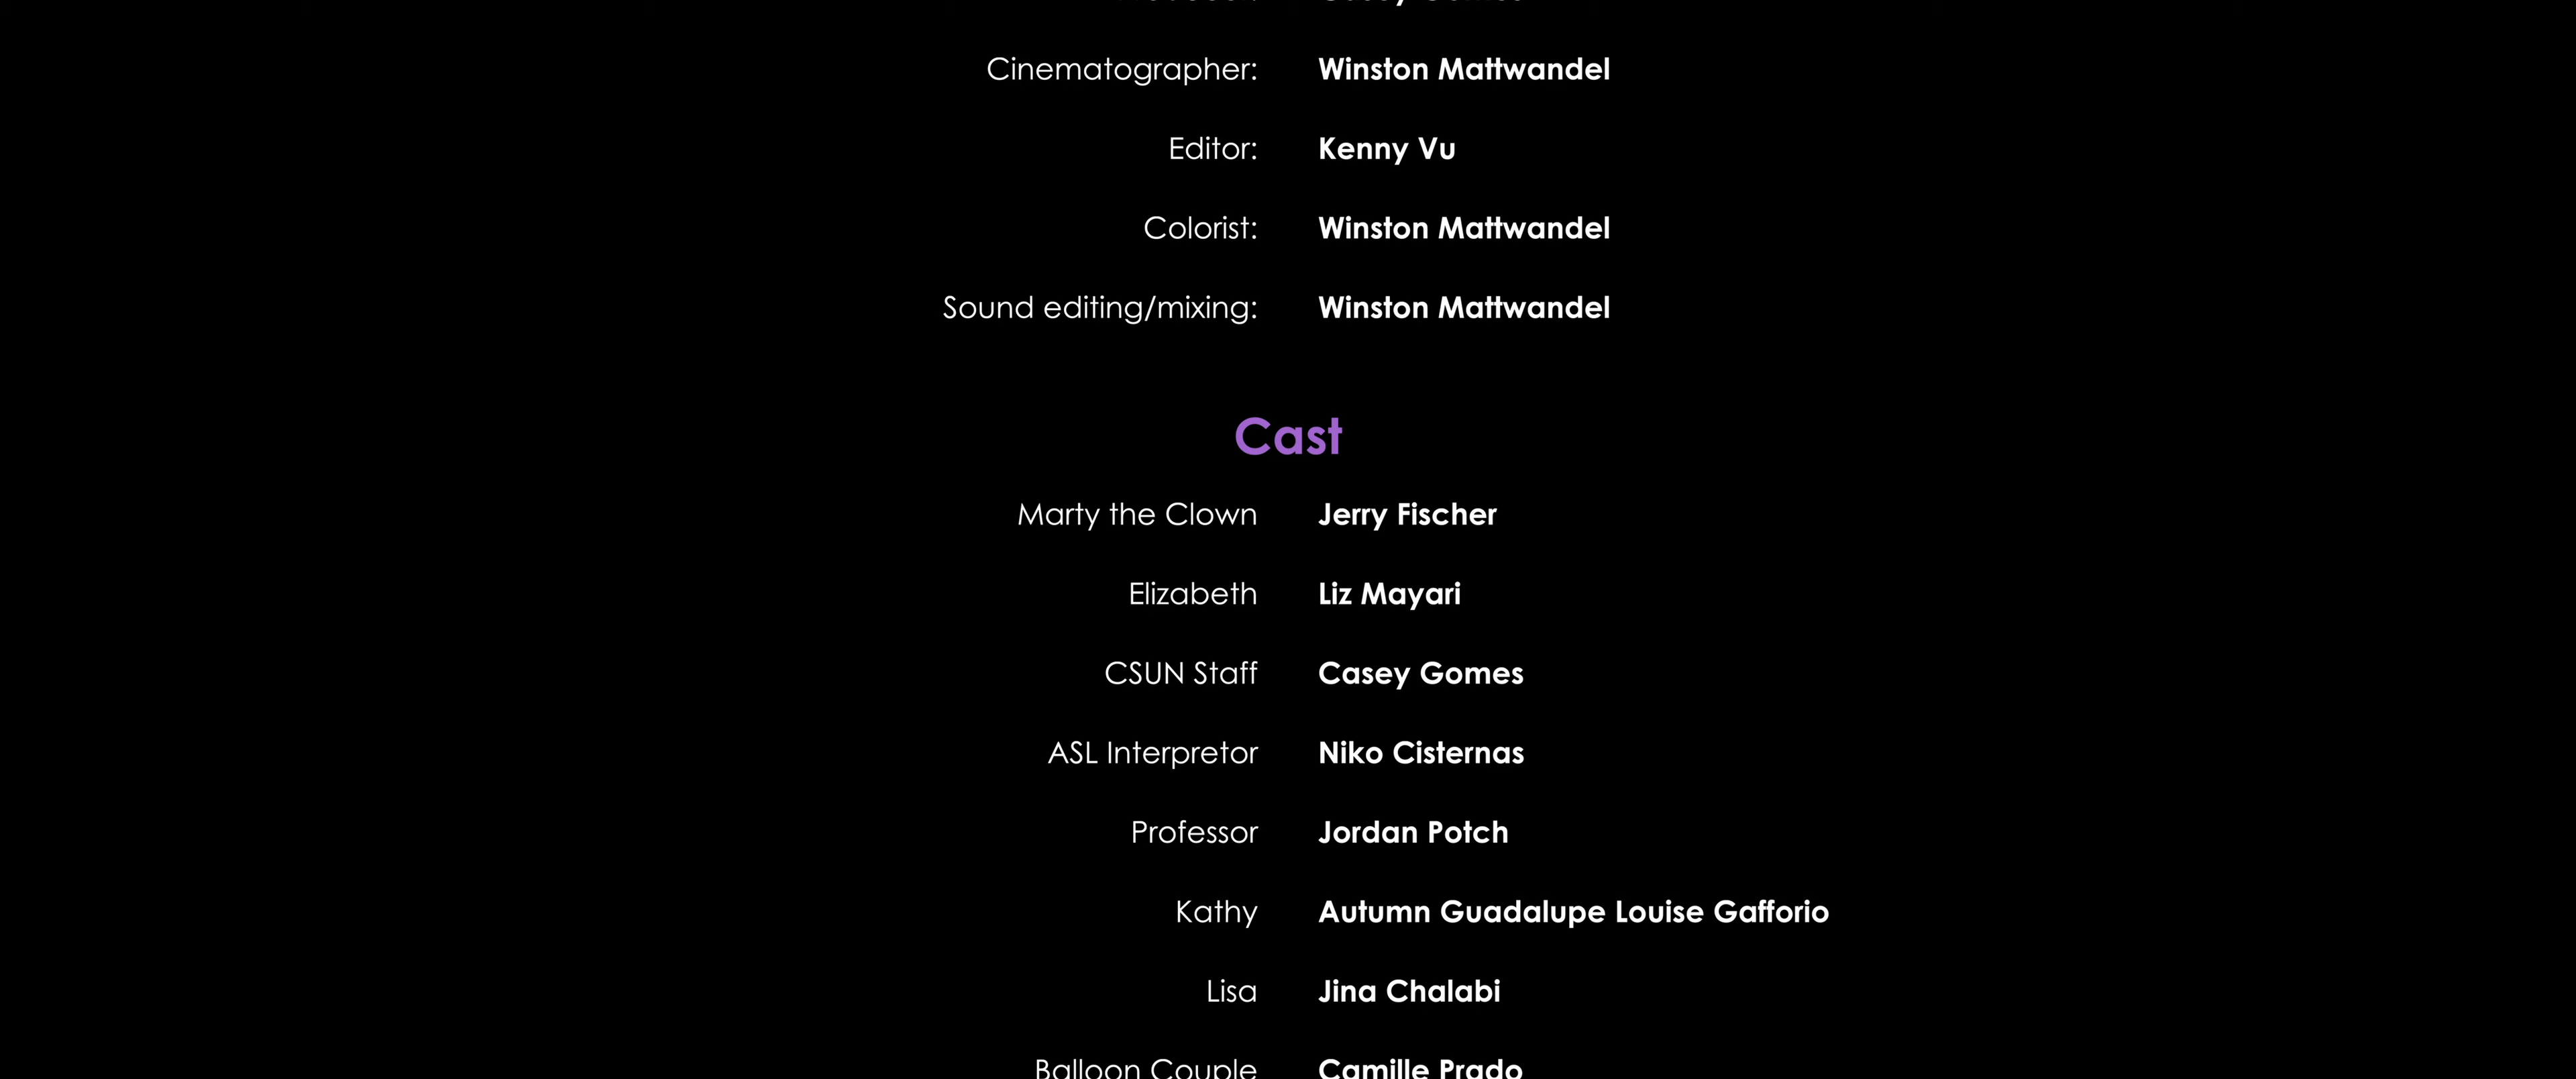 Casey Gomes
Cinematographer: Winston Mattwandel
Editor: Kenny Vu
Colorist: Winston Mattwandel
Sound editing/mixing: Winston Mattwandel
Cast
Marty the Clown Jerry Fischer
Elizabeth Liz Mayari
CSUN Staff Casey Gomes
ASL Interpretor Niko Cisternas
Professor Jordan Potch
Kathy Autumn Guadalupe Louise Gafforio
Lisa Jina Chalabi
Balloon Couple Camille Prado